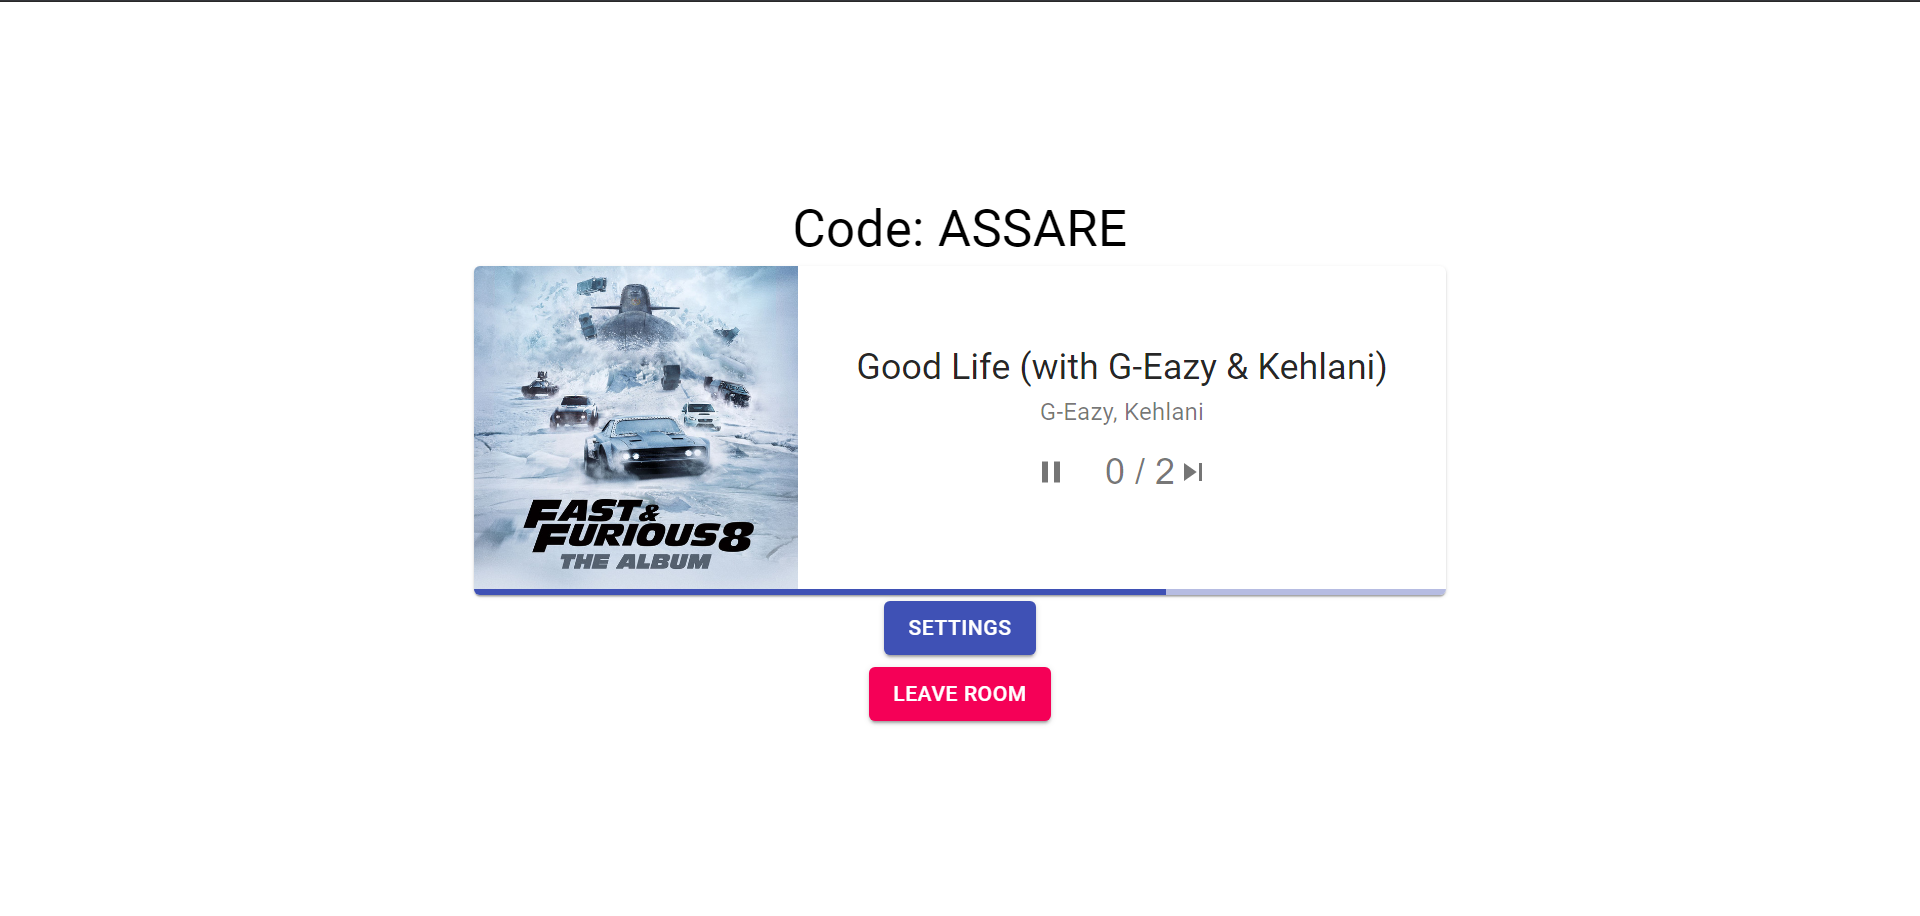 Code: ASSARE
Good Life (with G-Eazy & Kehlani)
G-Eazy, Kehlani
0 / 2
FAST &
FURIOUS 8
THE ALBUM
SETTINGS
LEAVE ROOM